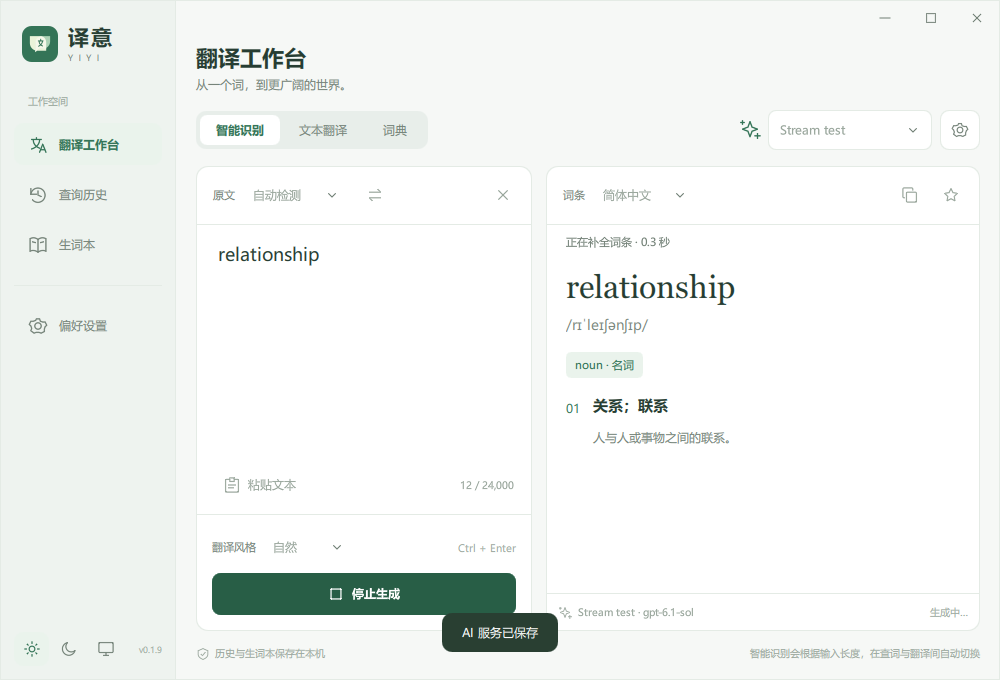 译意
YIYI
工作空间
翻译工作台
查询历史
生词本
偏好设置
v0.1.9
翻译工作台
从一个词，到更广阔的世界。
智能识别 文本翻译 词典
Stream test
原文 自动检测
relationship
粘贴文本 12 / 24,000
翻译风格 自然 Ctrl + Enter
停止生成
词条 简体中文
正在补全词条 · 0.3 秒
relationship
/rɪˈleɪʃənʃɪp/
noun · 名词
01 关系；联系
人与人或事物之间的联系。
Stream test · gpt-6.1-sol 生成中...
AI 服务已保存
历史与生词本保存在本机
智能识别会根据输入长度，在查词与翻译间自动切换